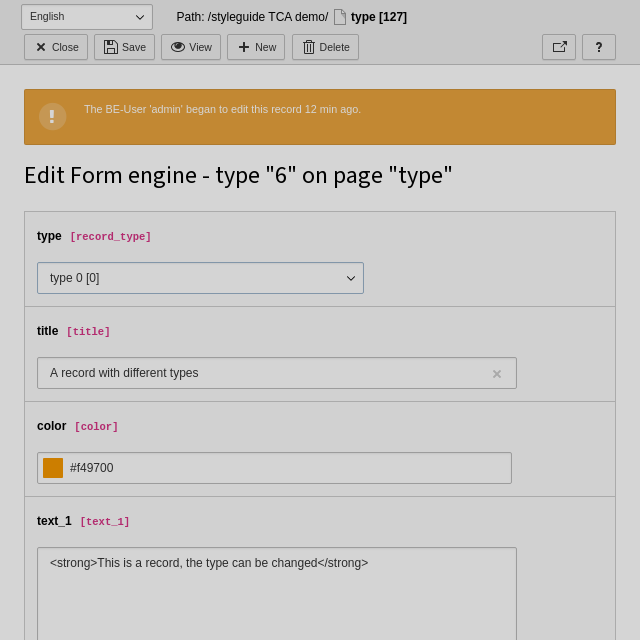 English
Path: /styleguide TCA demo/ type [127]
Close Save View New Delete ?
The BE-User 'admin' began to edit this record 12 min ago.
Edit Form engine - type "6" on page "type"
type [record_type]
type 0 [0]
title [title]
A record with different types
color [color]
#f49700
text_1 [text_1]
<strong>This is a record, the type can be changed</strong>